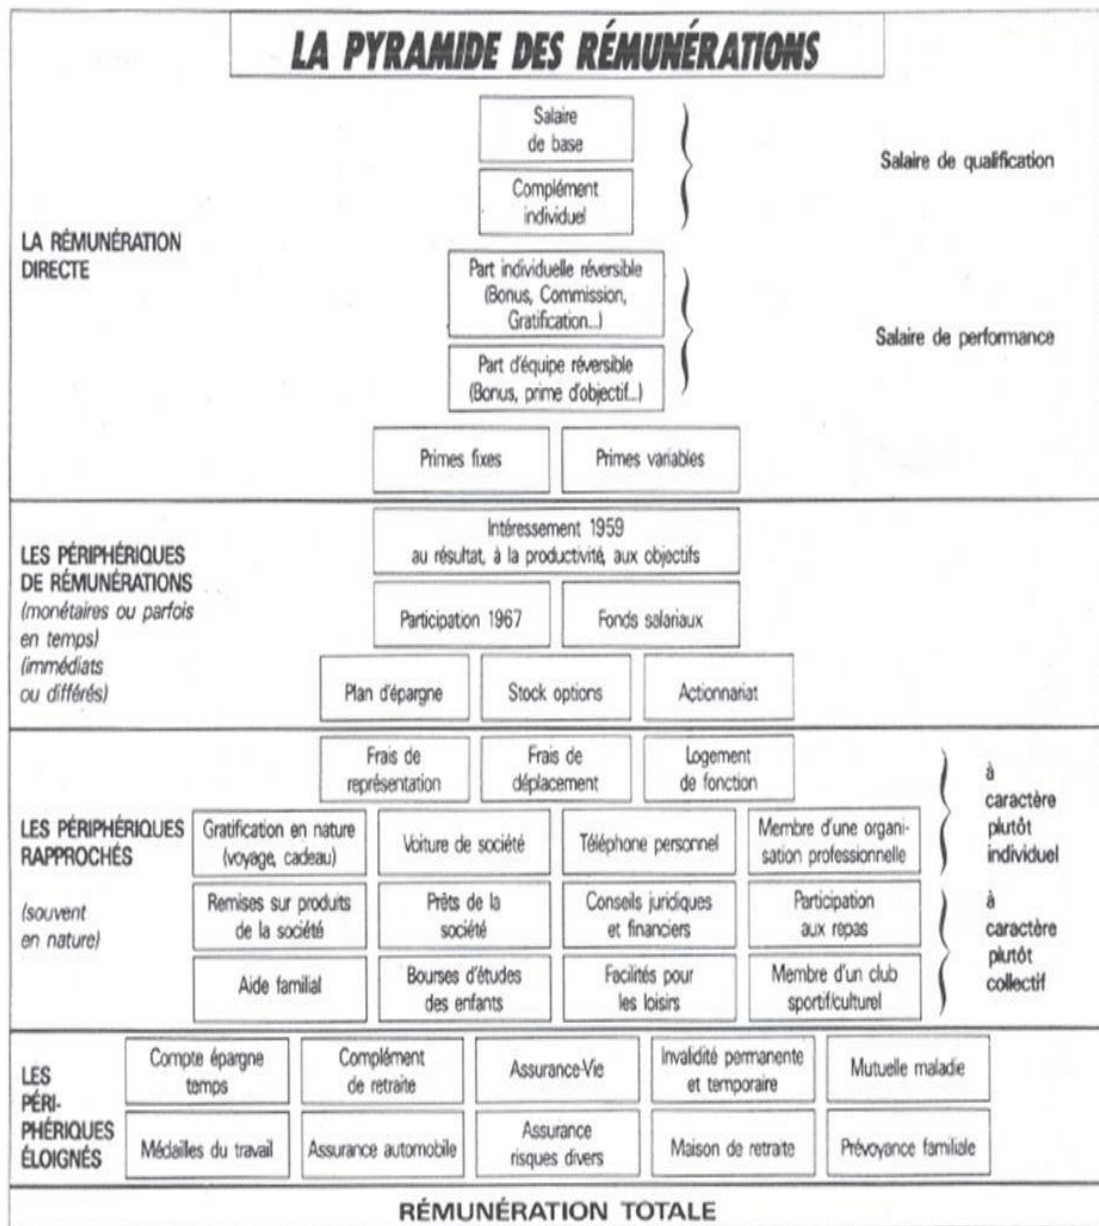 LA PYRAMIDE DES RÉMUNÉRATIONS
LA RÉMUNÉRATION
DIRECTE
Salaire
de base
Complément
individuel
Salaire de qualification
Part individuelle réversible
(Bonus, Commission,
Gratification...)
Part d'équipe réversible
(Bonus, prime d'objectif...)
Salaire de performance
Primes fixes
Primes variables
LES PÉRIPHÉRIQUES
DE RÉMUNÉRATIONS
(monétaires ou parfois
en temps)
(immédiats
ou différés)
Intéressement 1959
au résultat, à la productivité, aux objectifs
Participation 1967
Fonds salariaux
Plan d'épargne
Stock options
Actionnariat
LES PÉRIPHÉRIQUES
RAPPROCHÉS
(souvent
en nature)
Frais de
représentation
Frais de
déplacement
Logement
de fonction
Gratification en nature
(voyage, cadeau)
Voiture de société
Téléphone personnel
Membre d'une organi-
sation professionnelle
à
caractère
plutôt
individuel
Remises sur produits
de la société
Prêts de la
société
Conseils juridiques
et financiers
Participation
aux repas
Aide familial
Bourses d'études
des enfants
Facilités pour
les loisirs
Membre d'un club
sportif/culturel
à
caractère
plutôt
collectif
LES
PÉRI-
PHÉRIQUES
ÉLOIGNÉS
Compte épargne
temps
Complément
de retraite
Assurance-Vie
Invalidité permanente
et temporaire
Mutuelle maladie
Médailles du travail
Assurance automobile
Assurance
risques divers
Maison de retraite
Prévoyance familiale
RÉMUNÉRATION TOTALE